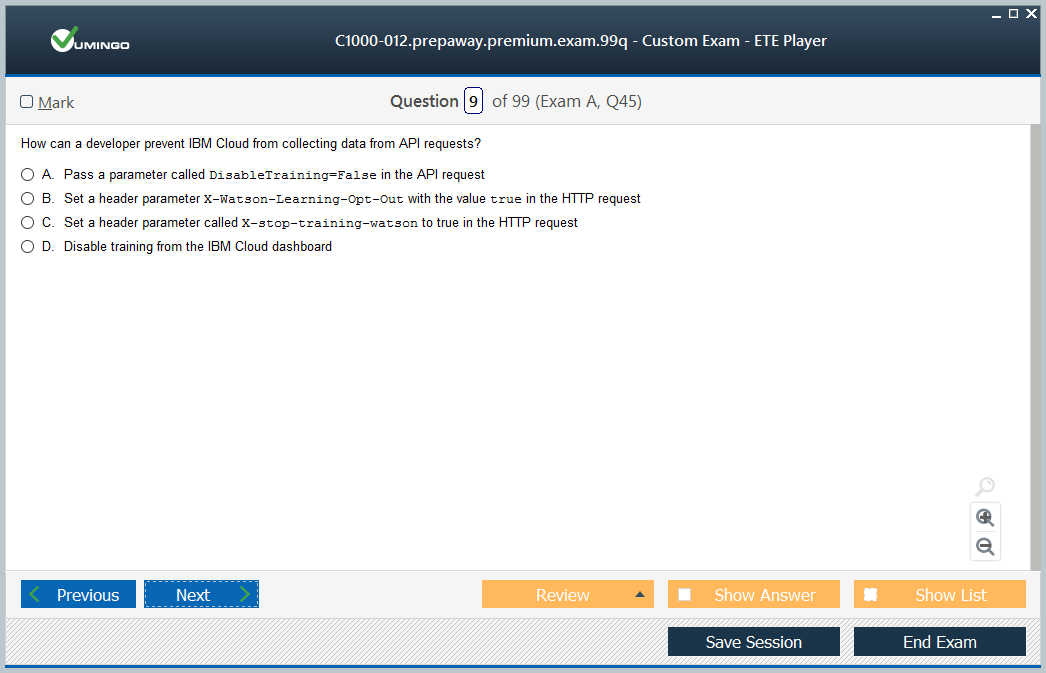 VUMINGO
C1000-012.prepaway.premium.exam.99q - Custom Exam - ETE Player
Mark
Question 9 of 99 (Exam A, Q45)
How can a developer prevent IBM Cloud from collecting data from API requests?
A. Pass a parameter called DisableTraining=False in the API request
B. Set a header parameter X-Watson-Learning-Opt-Out with the value true in the HTTP request
C. Set a header parameter called X-stop-training-watson to true in the HTTP request
D. Disable training from the IBM Cloud dashboard
Previous
Next
Review
Show Answer
Show List
Save Session
End Exam